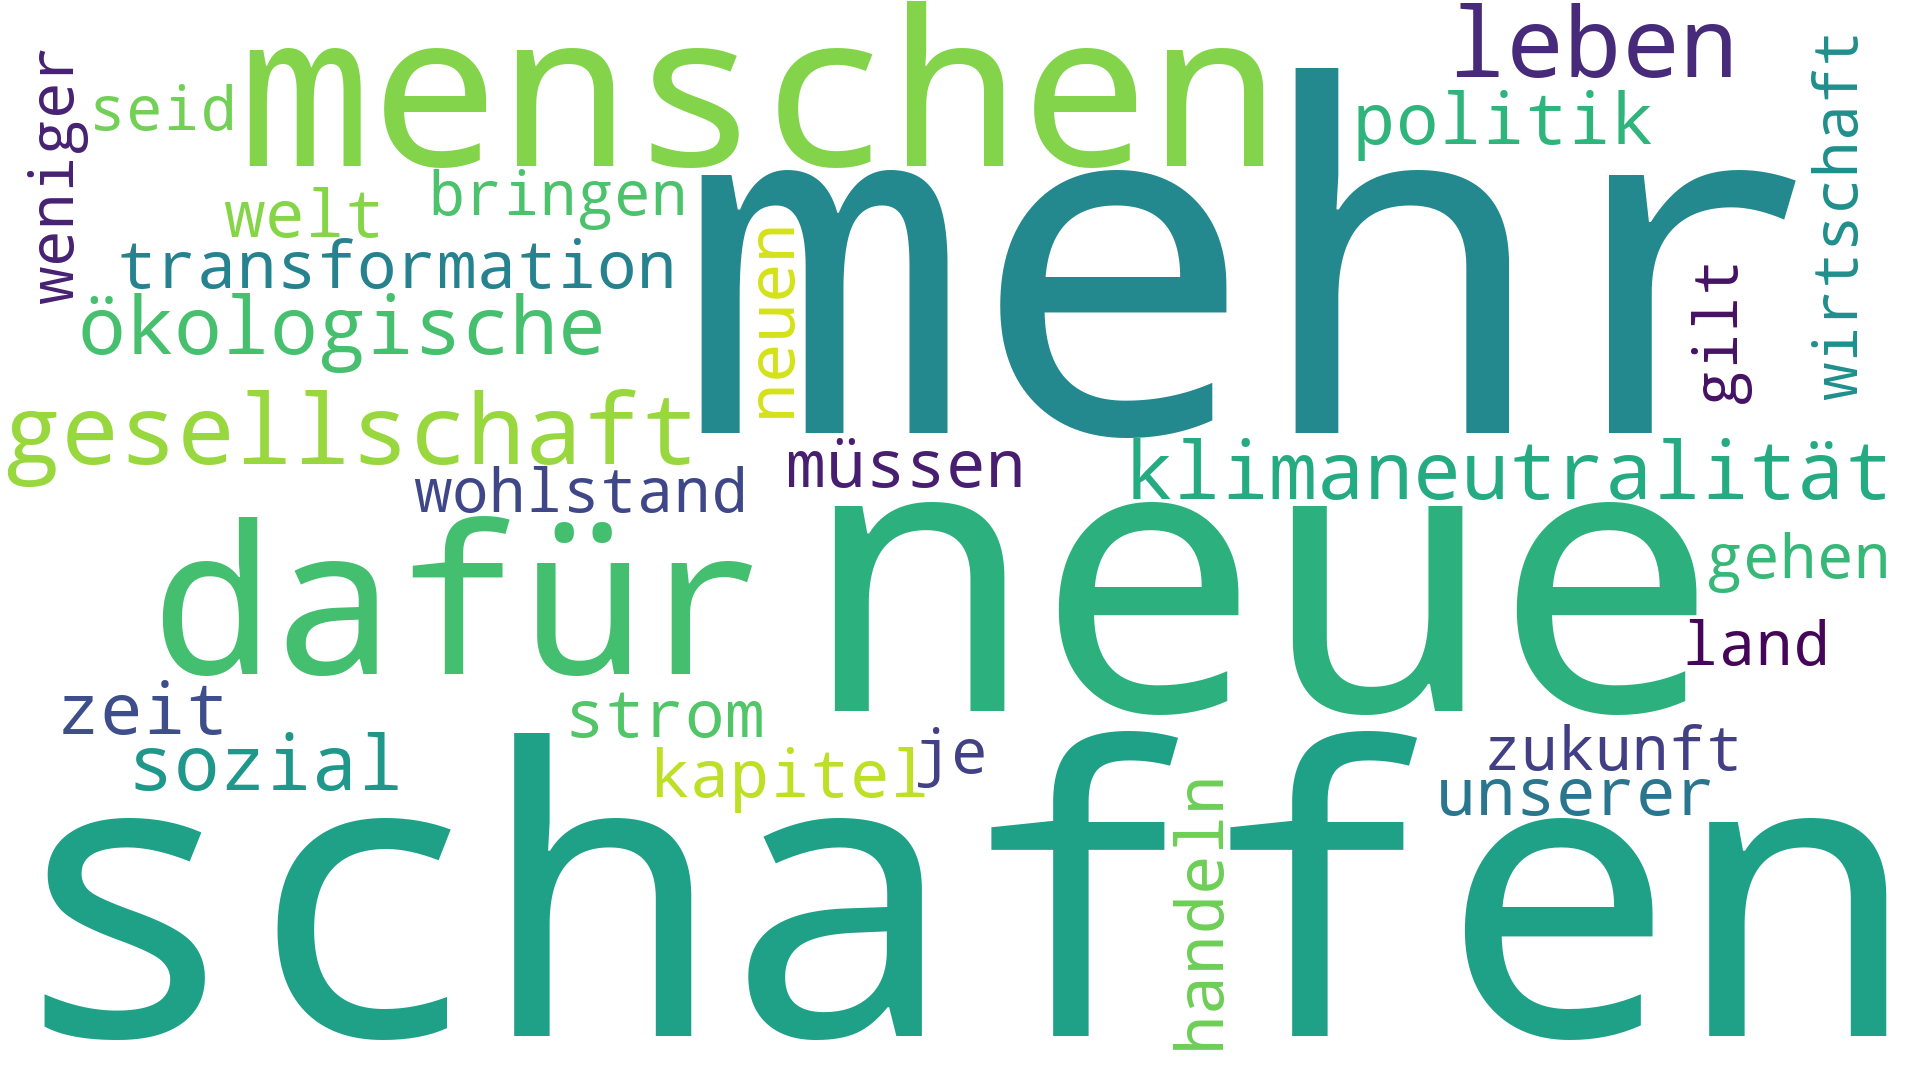 menschen
leben
weniger
seid
politik
wirtschaft
mehr
welt
bringen
transformation
neuen
gilt
ökologische
gesellschaft
müssen
klimaneutralität
wohlstand
dafür
neue
gehen
land
zeit
strom
sozial
kapitel
je
zukunft
unserer
schaffen
handeln